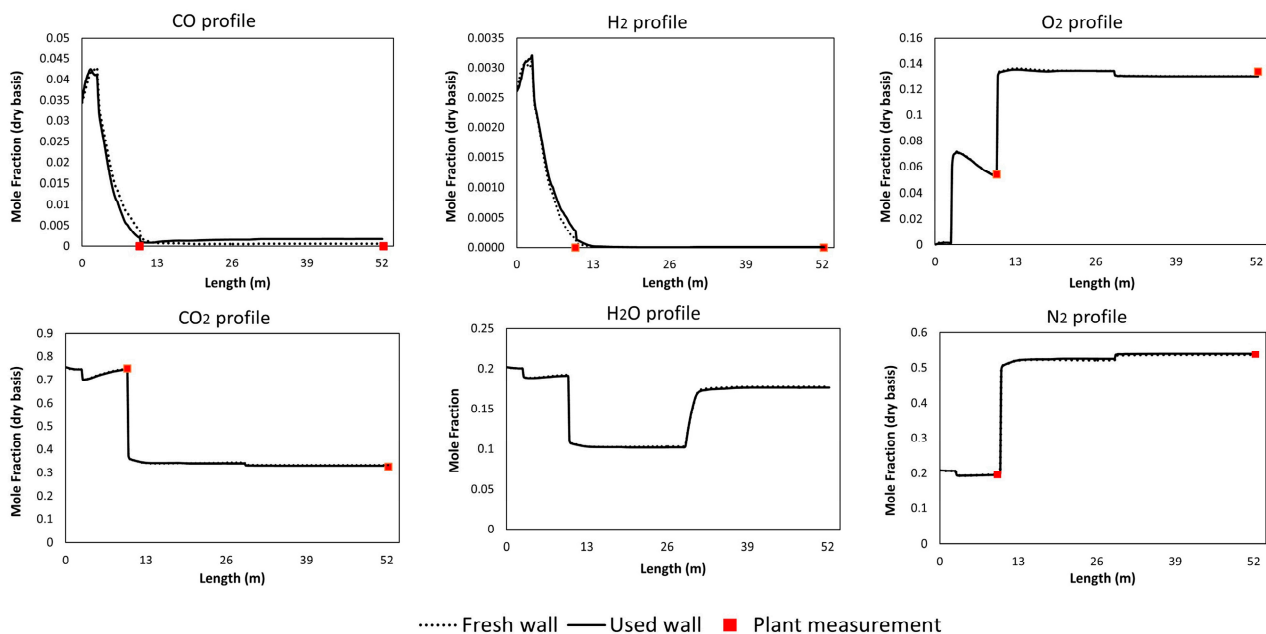 CO profile
Mole Fraction (dry basis)
0.05
0.045
0.04
0.035
0.03
0.025
0.02
0.015
0.01
0.005
0
0 13 26 39 52
Length (m)
H2 profile
Mole Fraction (dry basis)
0.0035
0.0030
0.0025
0.0020
0.0015
0.0010
0.0005
0.0000
0 13 26 39 52
Length (m)
O2 profile
Mole Fraction (dry basis)
0.16
0.14
0.12
0.1
0.08
0.06
0.04
0.02
0
0 13 26 39 52
Length (m)
CO2 profile
Mole Fraction (dry basis)
0.9
0.8
0.7
0.6
0.5
0.4
0.3
0.2
0.1
0
0 13 26 39 52
Length (m)
H2O profile
Mole Fraction
0.25
0.2
0.15
0.1
0.05
0
0 13 26 39 52
Length (m)
N2 profile
Mole Fraction (dry basis)
0.6
0.5
0.4
0.3
0.2
0.1
0
0 13 26 39 52
Length (m)
Fresh wall Used wall Plant measurement